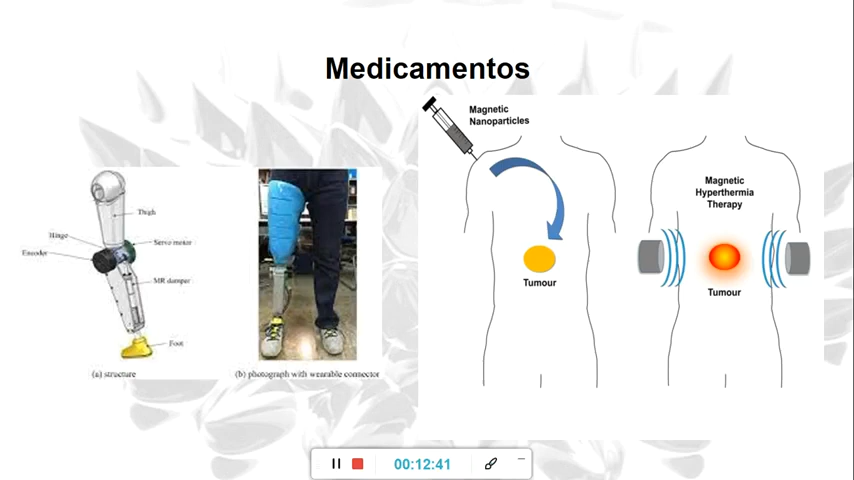 Medicamentos
Magnetic
Nanoparticles
Magnetic
Hyperthermia
Therapy
Thigh
Hinge
Servo motor
Encoder
MR damper
Foot
Tumour
Tumour
(a) structure
(b) photograph with wearable connector
00:12:41